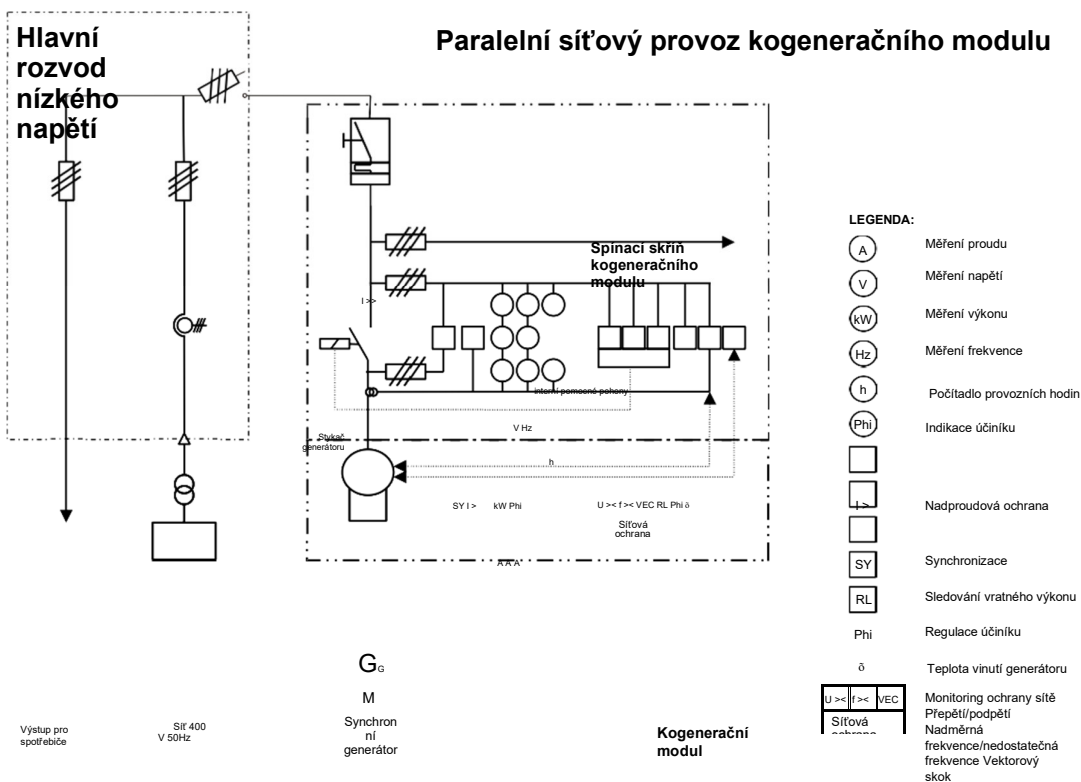 Hlavní
rozvod
nízkého
napětí
Paralelní síťový provoz kogeneračního modulu
Spínací skříň
kogeneračního
modulu
I >>
interní pomocné pohony
V Hz
Stykač
generátoru
h
SY I >
kW Phi
U >< f >< VEC RL Phi δ
Síťová
ochrana
A A A
G G
M
Synchron
ní
generátor
Kogenerační
modul
Výstup pro
spotřebiče
Síť 400
V 50Hz
LEGENDA:
A Měření proudu
V Měření napětí
kW Měření výkonu
Hz Měření frekvence
h Počítadlo provozních hodin
Phi Indikace účiníku
I > Nadproudová ochrana
SY Synchronizace
RL Sledování vratného výkonu
Phi Regulace účiníku
δ Teplota vinutí generátoru
U >< f >< VEC
Síťová
ochrana
Monitoring ochrany sítě
Přepětí/podpětí
Nadměrná
frekvence/nedostatečná
frekvence Vektorový
skok